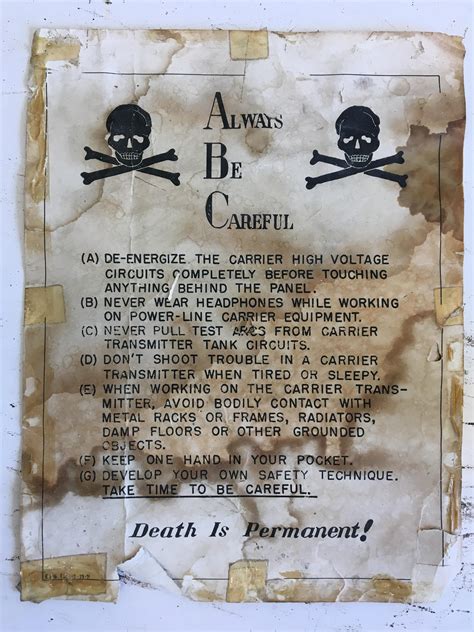 ALWAYS
BE
CAREFUL
(A) DE-ENERGIZE THE CARRIER HIGH VOLTAGE
CIRCUITS COMPLETELY BEFORE TOUCHING
ANYTHING BEHIND THE PANEL.
(B) NEVER WEAR HEADPHONES WHILE WORKING
ON POWER-LINE CARRIER EQUIPMENT.
(C) NEVER PULL TEST ARCS FROM CARRIER
TRANSMITTER TANK CIRCUITS.
(D) DON'T SHOOT TROUBLE IN A CARRIER
TRANSMITTER WHEN TIRED OR SLEEPY.
(E) WHEN WORKING ON THE CARRIER TRANS-
MITTER, AVOID BODILY CONTACT WITH
METAL RACKS OR FRAMES, RADIATORS,
DAMP FLOORS OR OTHER GROUNDED
OBJECTS.
(F) KEEP ONE HAND IN YOUR POCKET.
(G) DEVELOP YOUR OWN SAFETY TECHNIQUE.
TAKE TIME TO BE CAREFUL.
Death Is Permanent!